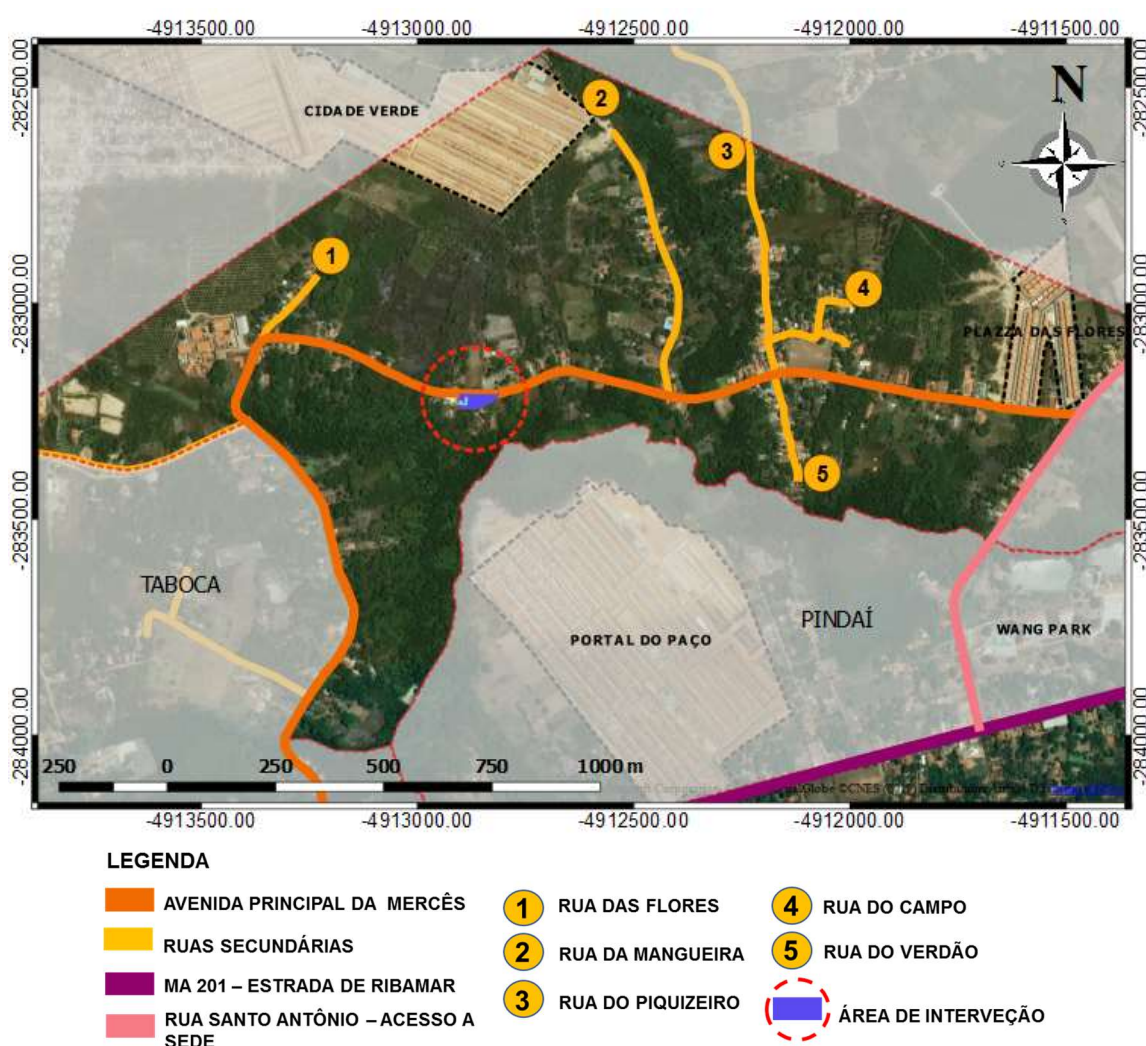 -4913500.00 -4913000.00 -4912500.00 -4912000.00 -4911500.00
-282500.00
-282500.00
N
CIDADE VERDE
2
3
1
4
-283000.00
-283000.00
PLAZZA DAS FLORES
5
-283500.00
-283500.00
TABOCA
PINDAÍ
PORTAL DO PAÇO
WANG PARK
-284000.00
-284000.00
250 0 250 500 750 1000 m
-4913500.00 -4913000.00 -4912500.00 -4912000.00 -4911500.00
LEGENDA
AVENIDA PRINCIPAL DA MERCÊS
RUAS SECUNDÁRIAS
MA 201 – ESTRADA DE RIBAMAR
RUA SANTO ANTÔNIO – ACESSO A
SEDE
1 RUA DAS FLORES
2 RUA DA MANGUEIRA
3 RUA DO PIQUIZEIRO
4 RUA DO CAMPO
5 RUA DO VERDÃO
ÁREA DE INTERVEÇÃO